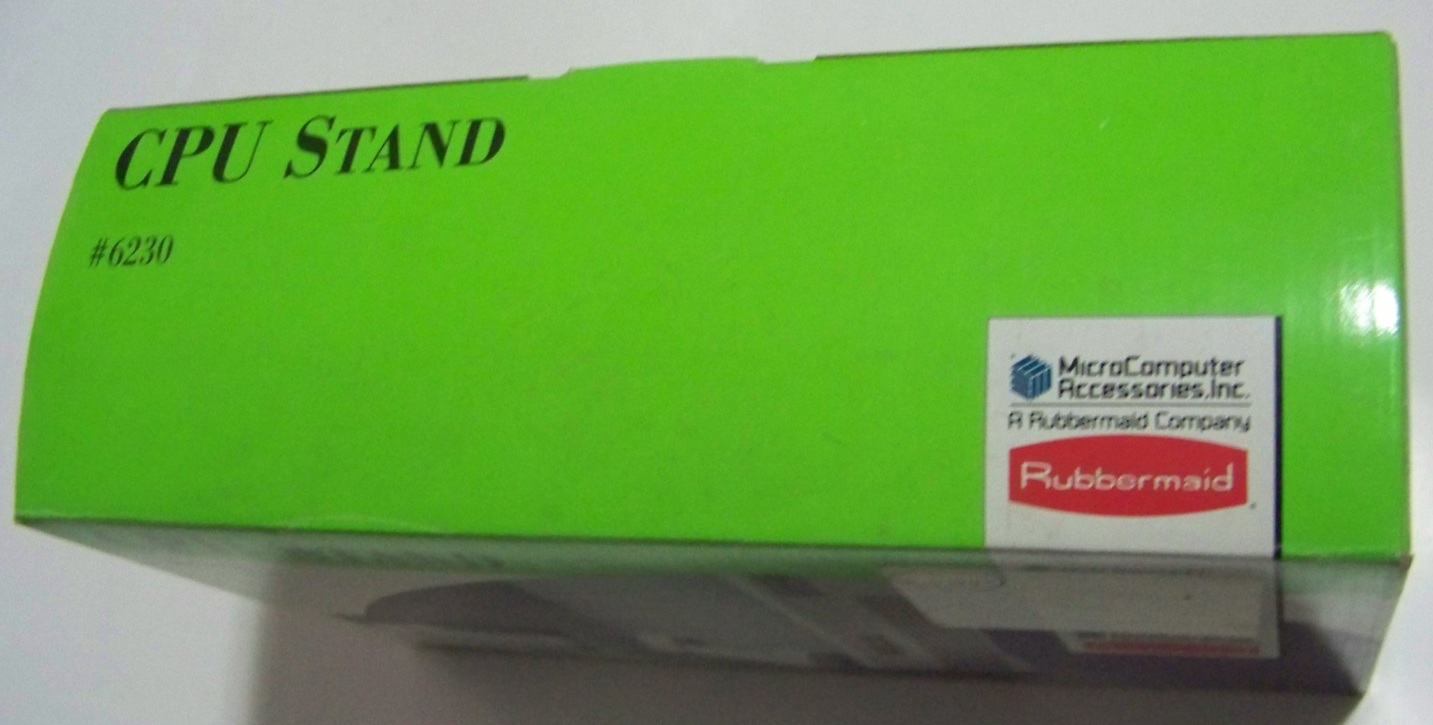 CPU STAND
#6230
MicroComputer
Accessories, Inc.
A Rubbermaid Company
Rubbermaid